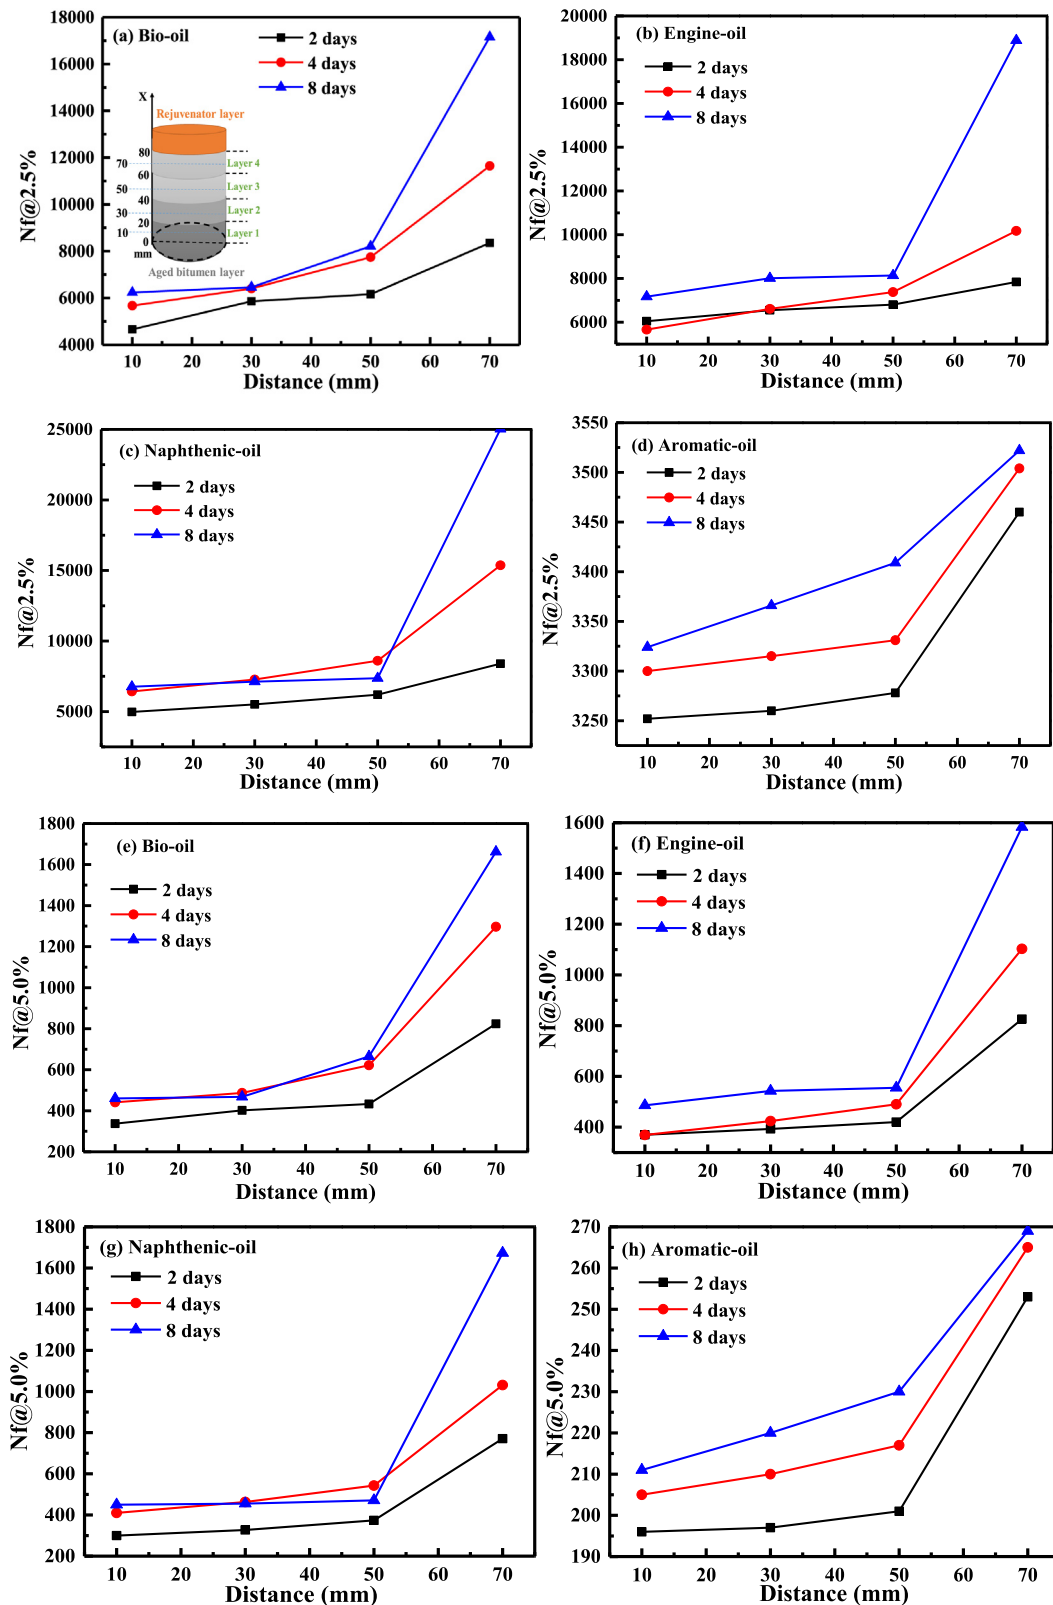 (a) Bio-oil
2 days
4 days
8 days
X
Rejuvenator layer
80
70
60
50
40
30
20
10
0
mm
Layer 4
Layer 3
Layer 2
Layer 1
Aged bitumen layer
18000
16000
14000
12000
10000
8000
6000
4000
Nf@2.5%
10 20 30 40 50 60 70
Distance (mm)
(b) Engine-oil
2 days
4 days
8 days
20000
18000
16000
14000
12000
10000
8000
6000
Nf@2.5%
10 20 30 40 50 60 70
Distance (mm)
(c) Naphthenic-oil
2 days
4 days
8 days
25000
20000
15000
10000
5000
Nf@2.5%
10 20 30 40 50 60 70
Distance (mm)
(d) Aromatic-oil
2 days
4 days
8 days
3550
3500
3450
3400
3350
3300
3250
Nf@2.5%
10 20 30 40 50 60 70
Distance (mm)
(e) Bio-oil
2 days
4 days
8 days
1800
1600
1400
1200
1000
800
600
400
200
Nf@5.0%
10 20 30 40 50 60 70
Distance (mm)
(f) Engine-oil
2 days
4 days
8 days
1600
1400
1200
1000
800
600
400
Nf@5.0%
10 20 30 40 50 60 70
Distance (mm)
(g) Naphthenic-oil
2 days
4 days
8 days
1800
1600
1400
1200
1000
800
600
400
200
Nf@5.0%
10 20 30 40 50 60 70
Distance (mm)
(h) Aromatic-oil
2 days
4 days
8 days
270
260
250
240
230
220
210
200
190
Nf@5.0%
10 20 30 40 50 60 70
Distance (mm)